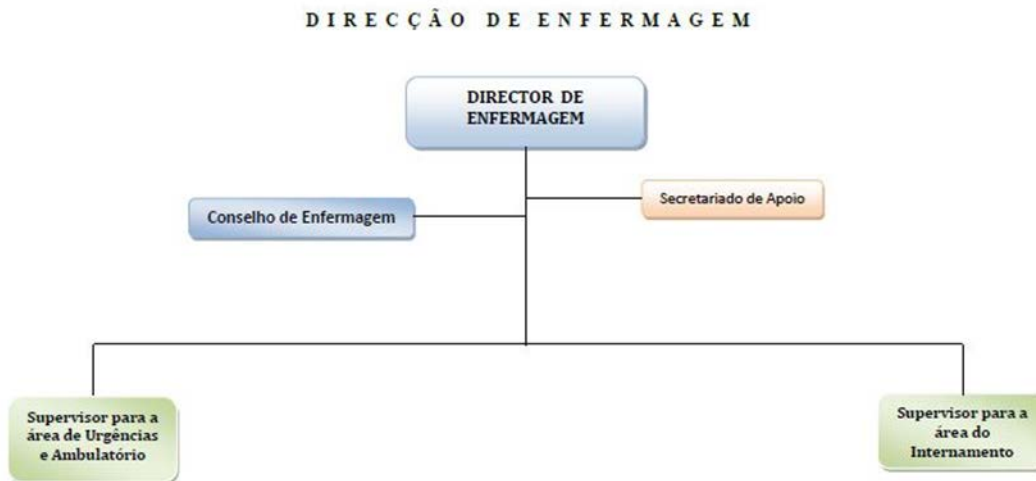 DIRECÇÃO DE ENFERMAGEM
DIRECTOR DE
ENFERMAGEM
Secretariado de Apoio
Conselho de Enfermagem
Supervisor para a
área de Urgências
e Ambulatório
Supervisor para a
área do
Internamento